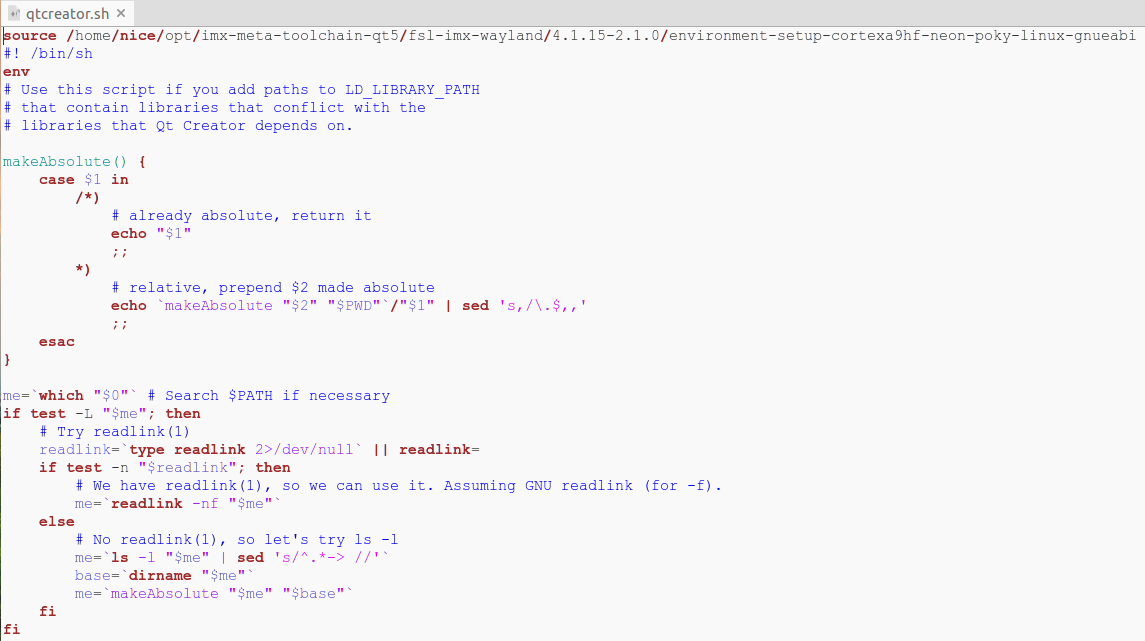 qtcreator.sh ×
source /home/nice/opt/imx-meta-toolchain-qt5/fsl-imx-wayland/4.1.15-2.1.0/environment-setup-cortexa9hf-neon-poky-linux-gnueabi
#! /bin/sh
env
# Use this script if you add paths to LD_LIBRARY_PATH
# that contain libraries that conflict with the
# libraries that Qt Creator depends on.

makeAbsolute() {
    case $1 in
        /*)
            # already absolute, return it
            echo "$1"
            ;;
        *)
            # relative, prepend $2 made absolute
            echo `makeAbsolute "$2" "$PWD"`/"$1" | sed 's,/\.$,,'
            ;;
    esac
}

me=`which "$0"` # Search $PATH if necessary
if test -L "$me"; then
    # Try readlink(1)
    readlink=`type readlink 2>/dev/null` || readlink=
    if test -n "$readlink"; then
        # We have readlink(1), so we can use it. Assuming GNU readlink (for -f).
        me=`readlink -nf "$me"`
    else
        # No readlink(1), so let's try ls -l
        me=`ls -l "$me" | sed 's/^.*-> //'`
        base=`dirname "$me"`
        me=`makeAbsolute "$me" "$base"`
    fi
fi